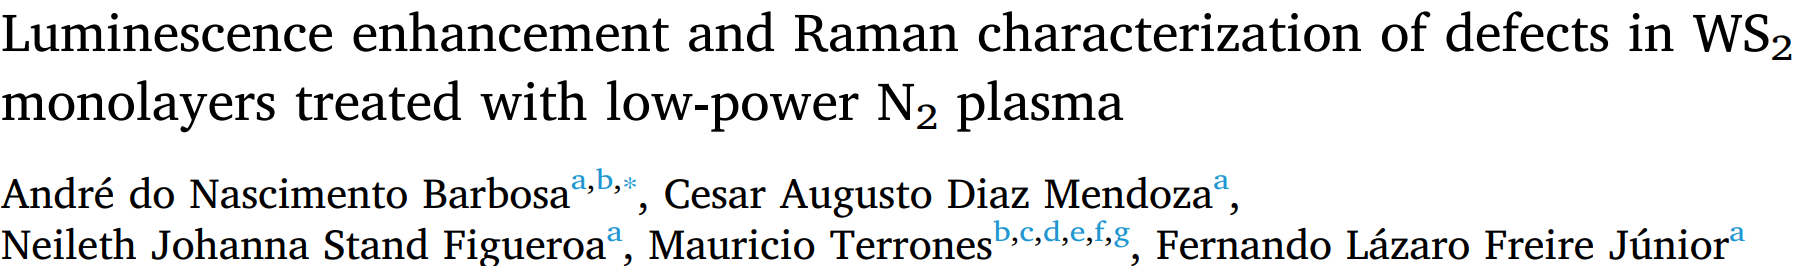 Luminescence enhancement and Raman characterization of defects in WS₂
monolayers treated with low-power N₂ plasma
André do Nascimento Barbosaᵃ,ᵇ,*, Cesar Augusto Diaz Mendozaᵃ,
Neileth Johanna Stand Figueroaᵃ, Mauricio Terronesᵇ,ᶜ,ᵈ,ᵉ,ᶠ,ᵍ, Fernando Lázaro Freire Júniorᵃ